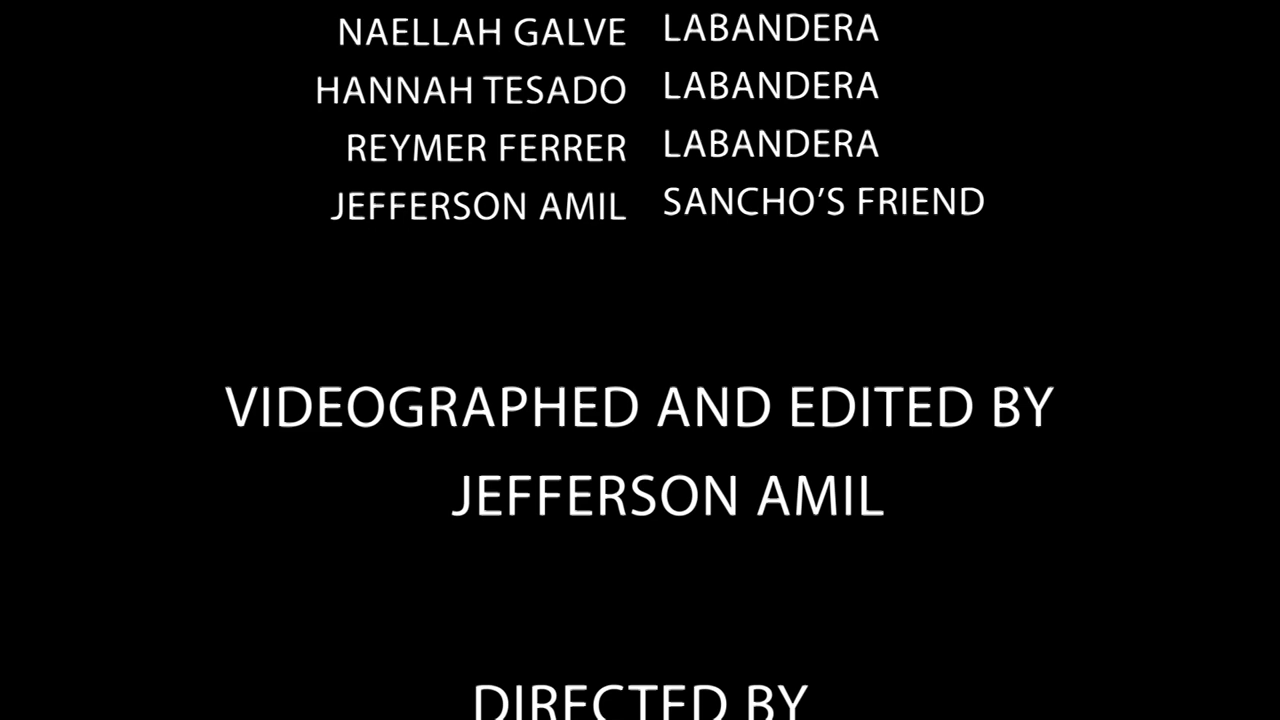 NAELLAH GALVE LABANDERA
HANNAH TESADO LABANDERA
REYMER FERRER LABANDERA
JEFFERSON AMIL SANCHO’S FRIEND
VIDEOGRAPHED AND EDITED BY
JEFFERSON AMIL
DIRECTED BY